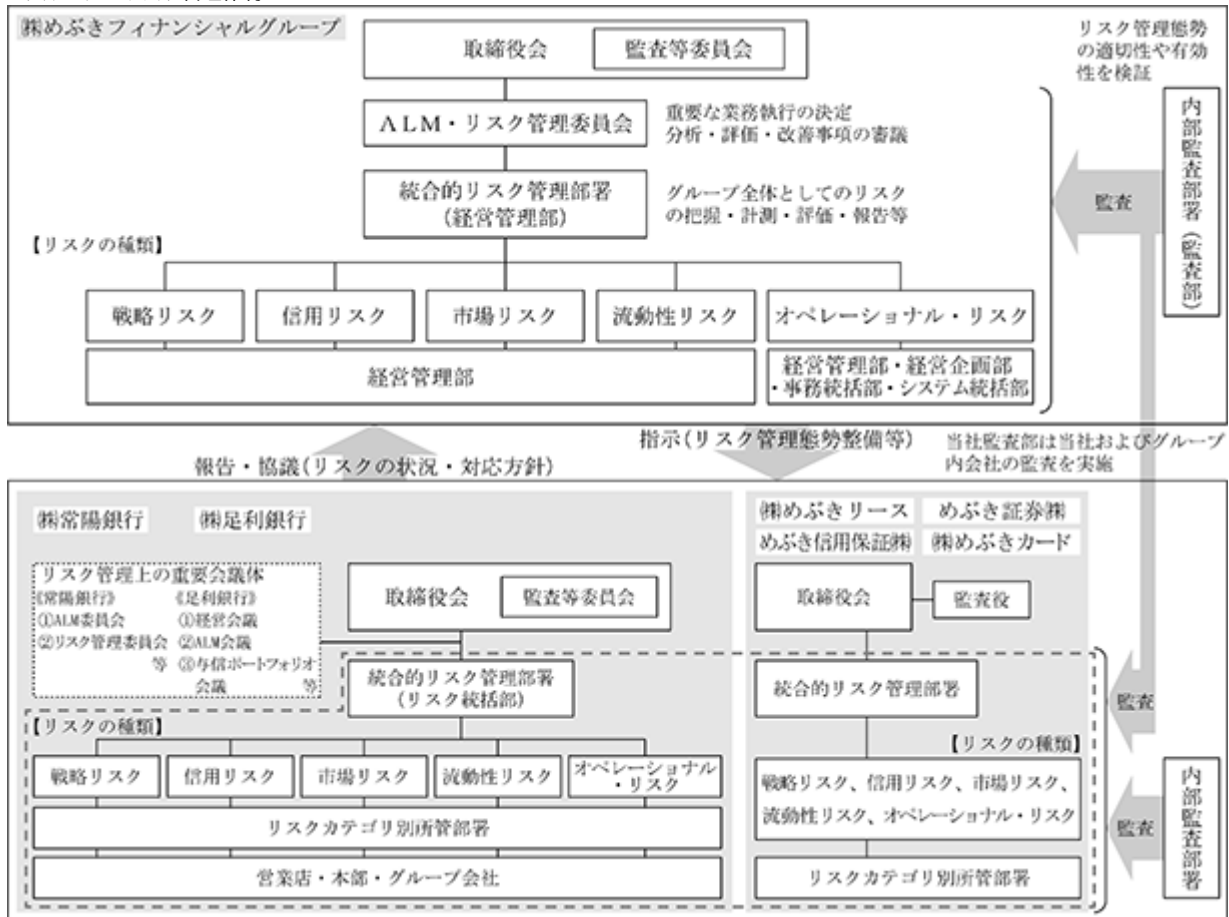 ㈱めぶきフィナンシャルグループ
取締役会
監査等委員会
リスク管理態勢
の適切性や有効
性を検証
ALM・リスク管理委員会
重要な業務執行の決定
分析・評価・改善事項の審議
内部監査部署（監査部）
監査
統合的リスク管理部署
(経営管理部)
グループ全体としてのリスク
の把握・計測・評価・報告等
【リスクの種類】
戦略リスク
信用リスク
市場リスク
流動性リスク
オペレーショナル・リスク
経営管理部
経営管理部・経営企画部
・事務統括部・システム統括部
報告・協議(リスクの状況・対応方針)
指示(リスク管理態勢整備等)
当社監査部は当社およびグループ
内会社の監査を実施
㈱常陽銀行
㈱足利銀行
リスク管理上の重要会議体
《常陽銀行》
①ALM委員会
②リスク管理委員会
等
《足利銀行》
①経営会議
②ALM会議
③与信ポートフォリオ
会議 等
取締役会
監査等委員会
統合的リスク管理部署
(リスク統括部)
【リスクの種類】
戦略リスク
信用リスク
市場リスク
流動性リスク
オペレーショナル
・リスク
リスクカテゴリ別所管部署
営業店・本部・グループ会社
㈱めぶきリース
めぶき証券㈱
めぶき信用保証㈱
㈱めぶきカード
取締役会
監査役
統合的リスク管理部署
【リスクの種類】
戦略リスク、信用リスク、市場リスク、
流動性リスク、オペレーショナル・リスク
リスクカテゴリ別所管部署
監査
監査
内部監査部署